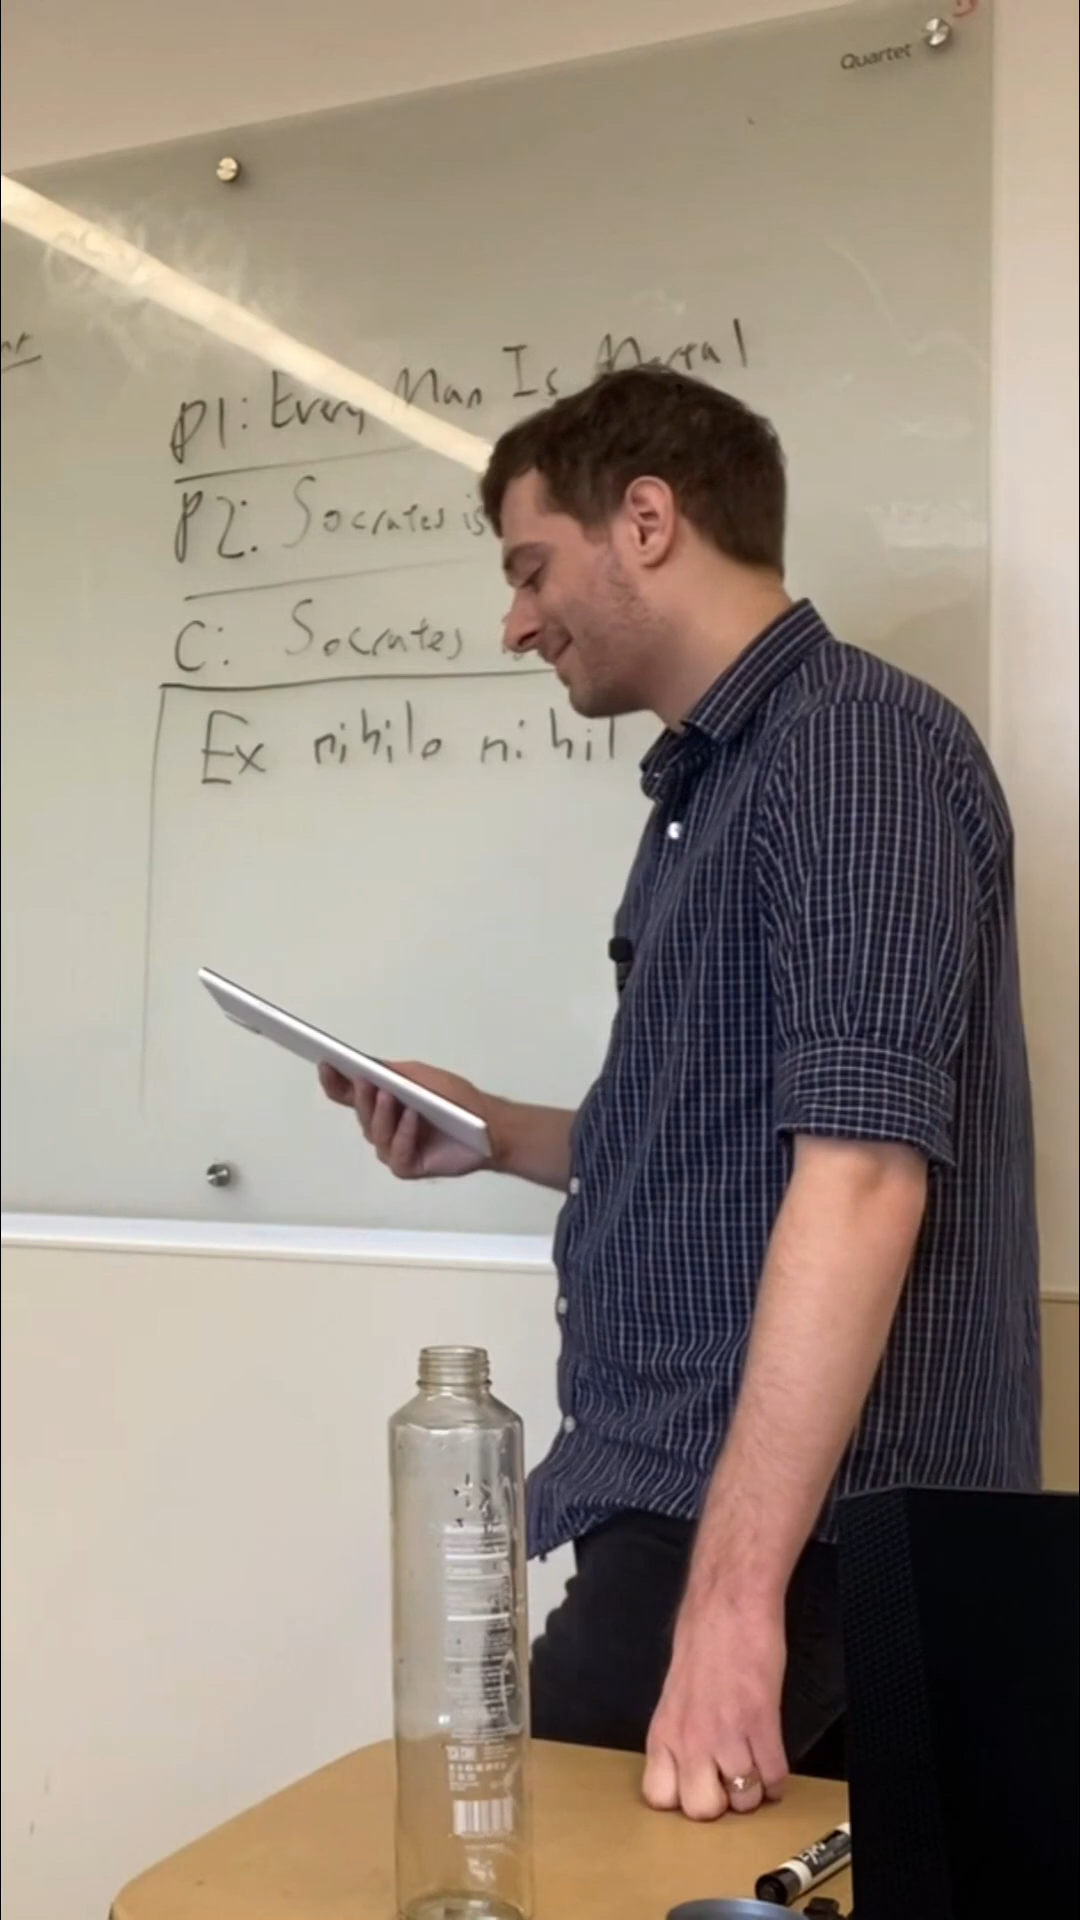 Quartet
P1: Every Man Is Mortal
P2: Socrates is
C: Socrates
Ex nihilo nihil